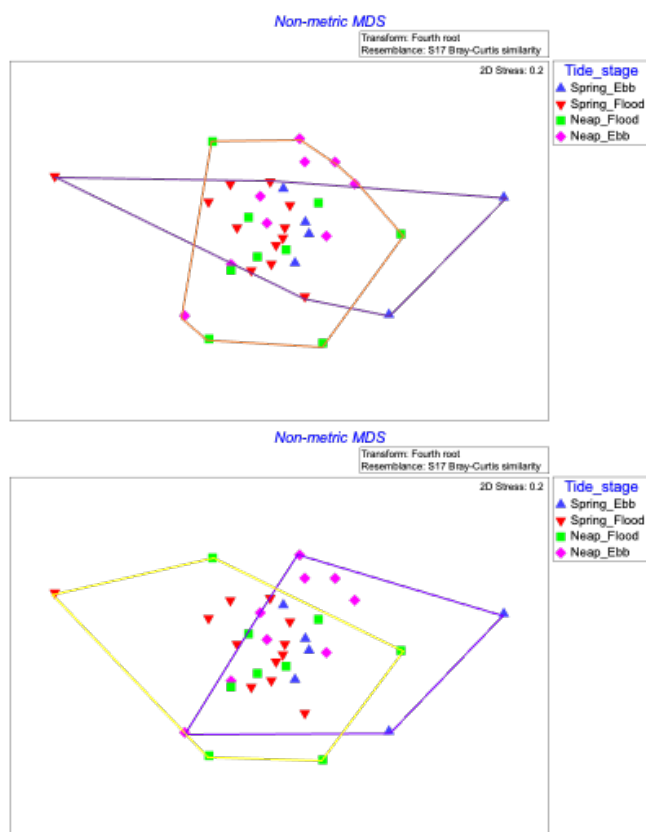 Non-metric MDS
Transform: Fourth root
Resemblance: S17 Bray-Curtis similarity
2D Stress: 0.2
Tide_stage
Spring_Ebb
Spring_Flood
Neap_Flood
Neap_Ebb
Non-metric MDS
Transform: Fourth root
Resemblance: S17 Bray-Curtis similarity
2D Stress: 0.2
Tide_stage
Spring_Ebb
Spring_Flood
Neap_Flood
Neap_Ebb